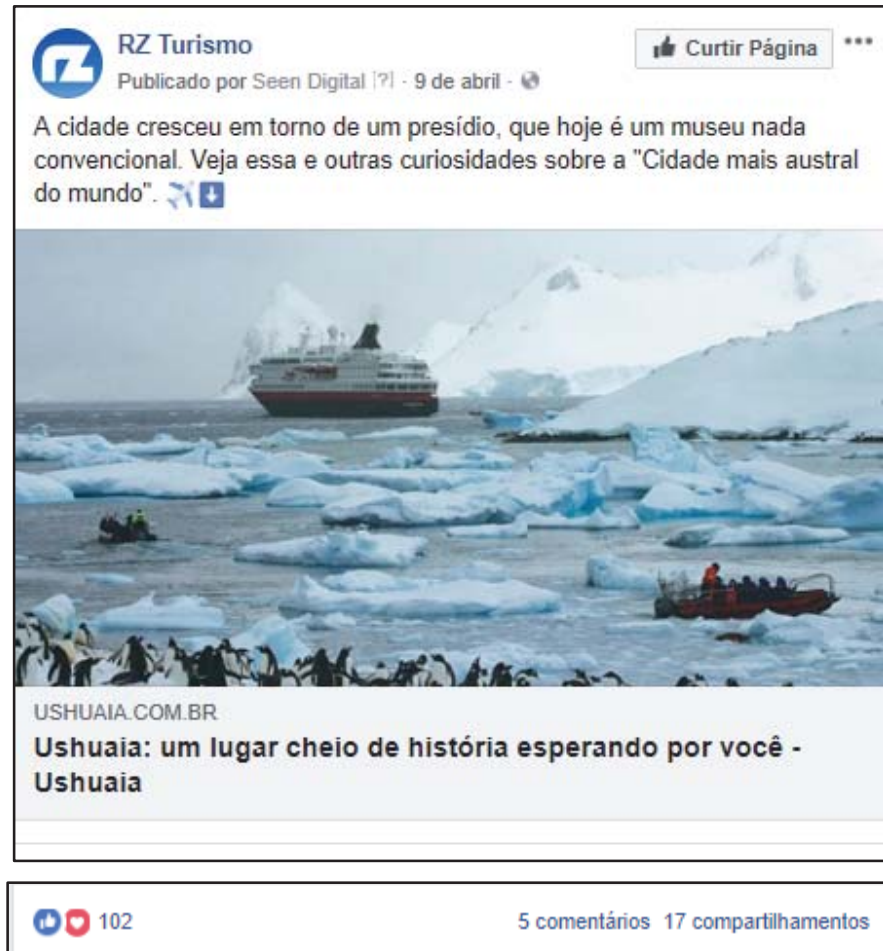 RZ Turismo
Curtir Página
Publicado por Seen Digital [?] · 9 de abril ·
A cidade cresceu em torno de um presídio, que hoje é um museu nada
convencional. Veja essa e outras curiosidades sobre a "Cidade mais austral
do mundo".
USHUAIA.COM.BR
Ushuaia: um lugar cheio de história esperando por você -
Ushuaia
102
5 comentários 17 compartilhamentos